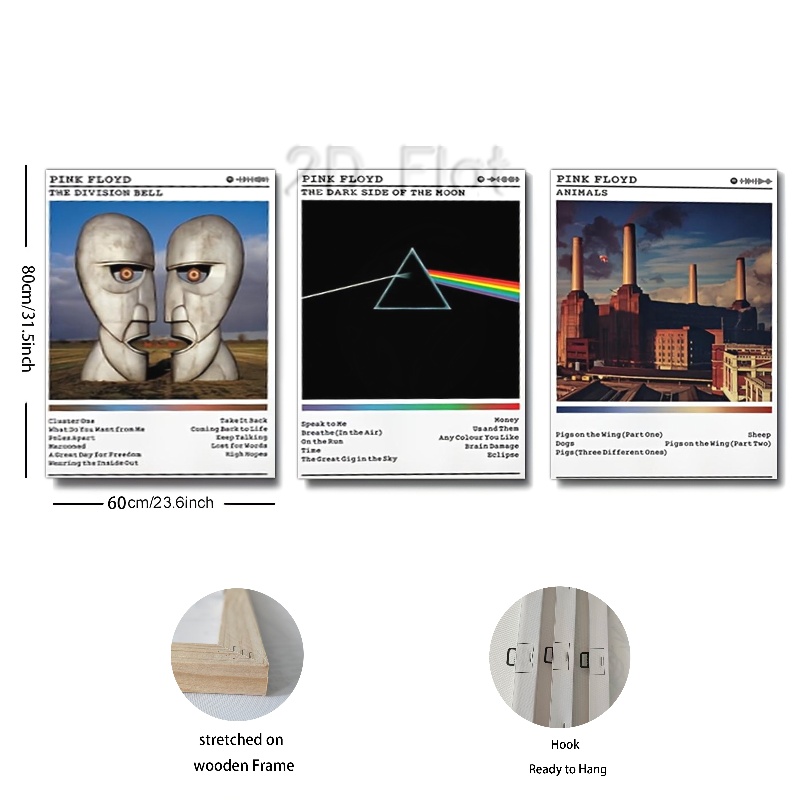 2D Flat
PINK FLOYD
THE DIVISION BELL
Cluster One
What Do You Want from Me
Poles Apart
Marooned
A Great Day for Freedom
Wearing the Inside Out
Take It Back
Coming Back to Life
Keep Talking
Lost for Words
High Hopes
PINK FLOYD
THE DARK SIDE OF THE MOON
Speak to Me
Breathe (In the Air)
On the Run
Time
The Great Gig in the Sky
Money
Us and Them
Any Colour You Like
Brain Damage
Eclipse
PINK FLOYD
ANIMALS
Pigs on the Wing (Part One)
Dogs
Pigs (Three Different Ones)
Sheep
Pigs on the Wing (Part Two)
80cm/31.5inch
60cm/23.6inch
stretched on
wooden Frame
Hook
Ready to Hang